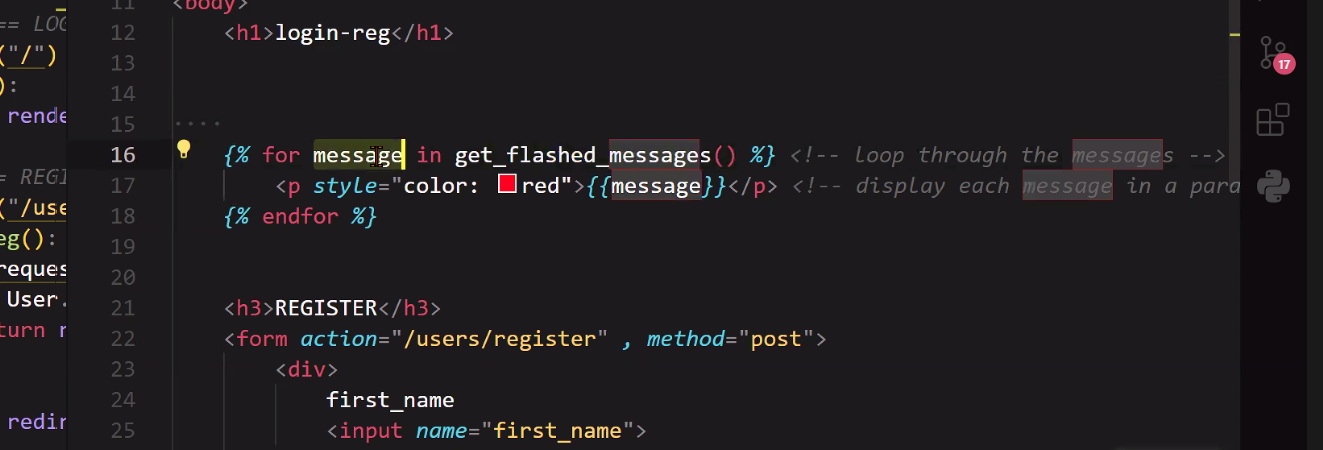 == LOG
("/")
):
rende
= REGI
("/use
eg():
reques
User.
turn r
redir
11 <body>
12 <h1>login-reg</h1>
13
14
15
16 {% for message in get_flashed_messages() %} <!-- loop through the messages -->
17 <p style="color: red">{{message}}</p> <!-- display each message in a para
18 {% endfor %}
19
20
21 <h3>REGISTER</h3>
22 <form action="/users/register" , method="post">
23 <div>
24 first_name
25 <input name="first_name">
17